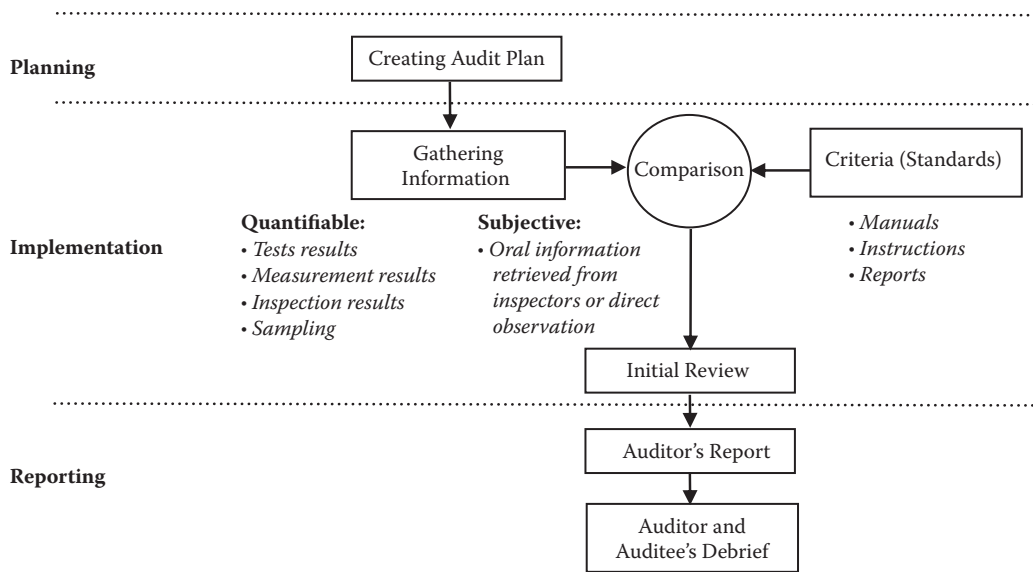 Planning
Creating Audit Plan
Gathering
Information
Comparison
Criteria (Standards)
Implementation
Quantifiable:
• Tests results
• Measurement results
• Inspection results
• Sampling
Subjective:
• Oral information
retrieved from
inspectors or direct
observation
• Manuals
• Instructions
• Reports
Initial Review
Reporting
Auditor’s Report
Auditor and
Auditee’s Debrief